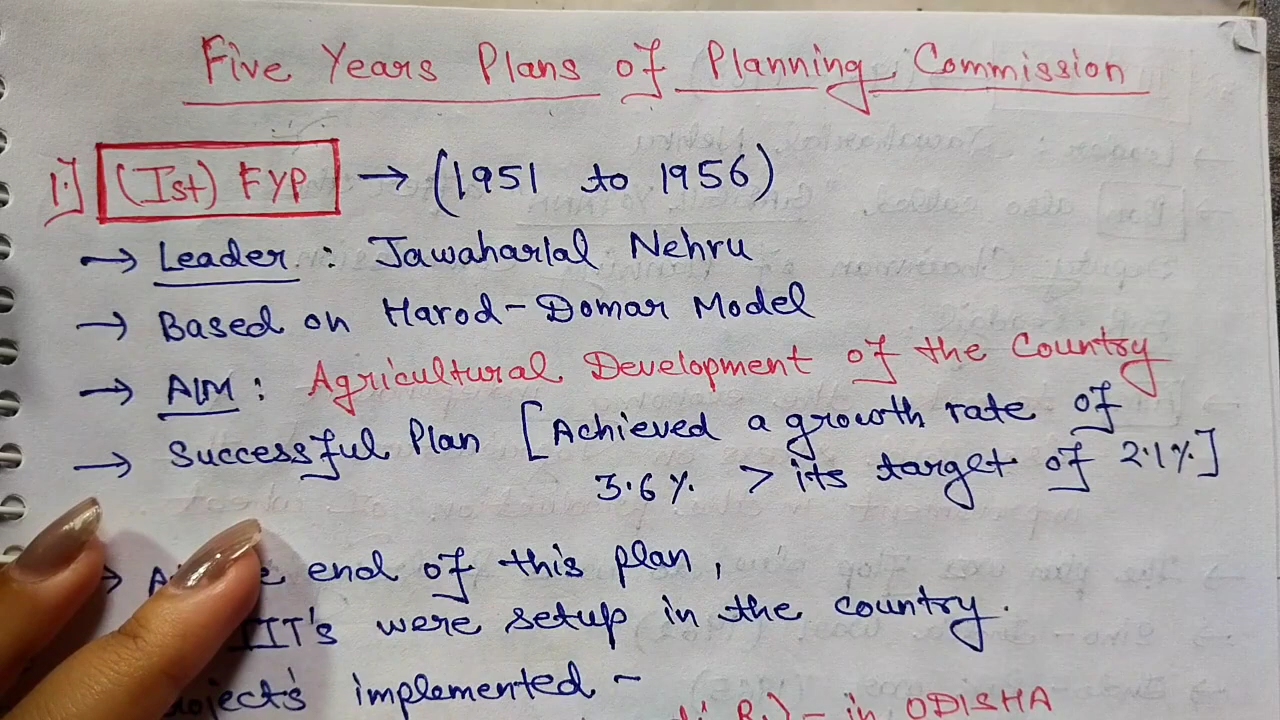 Five Years Plans of Planning Commission
1.] (Ist) FYP → (1951 to 1956)
→ Leader : Jawaharlal Nehru
→ Based on Harod-Domar Model
→ AIM : Agricultural Development of the Country
→ Successful Plan [Achieved a growth rate of
3.6% > its target of 2.1%]
→ end of this plan,
IIT's were setup in the country.
implemented -
- in ODISHA